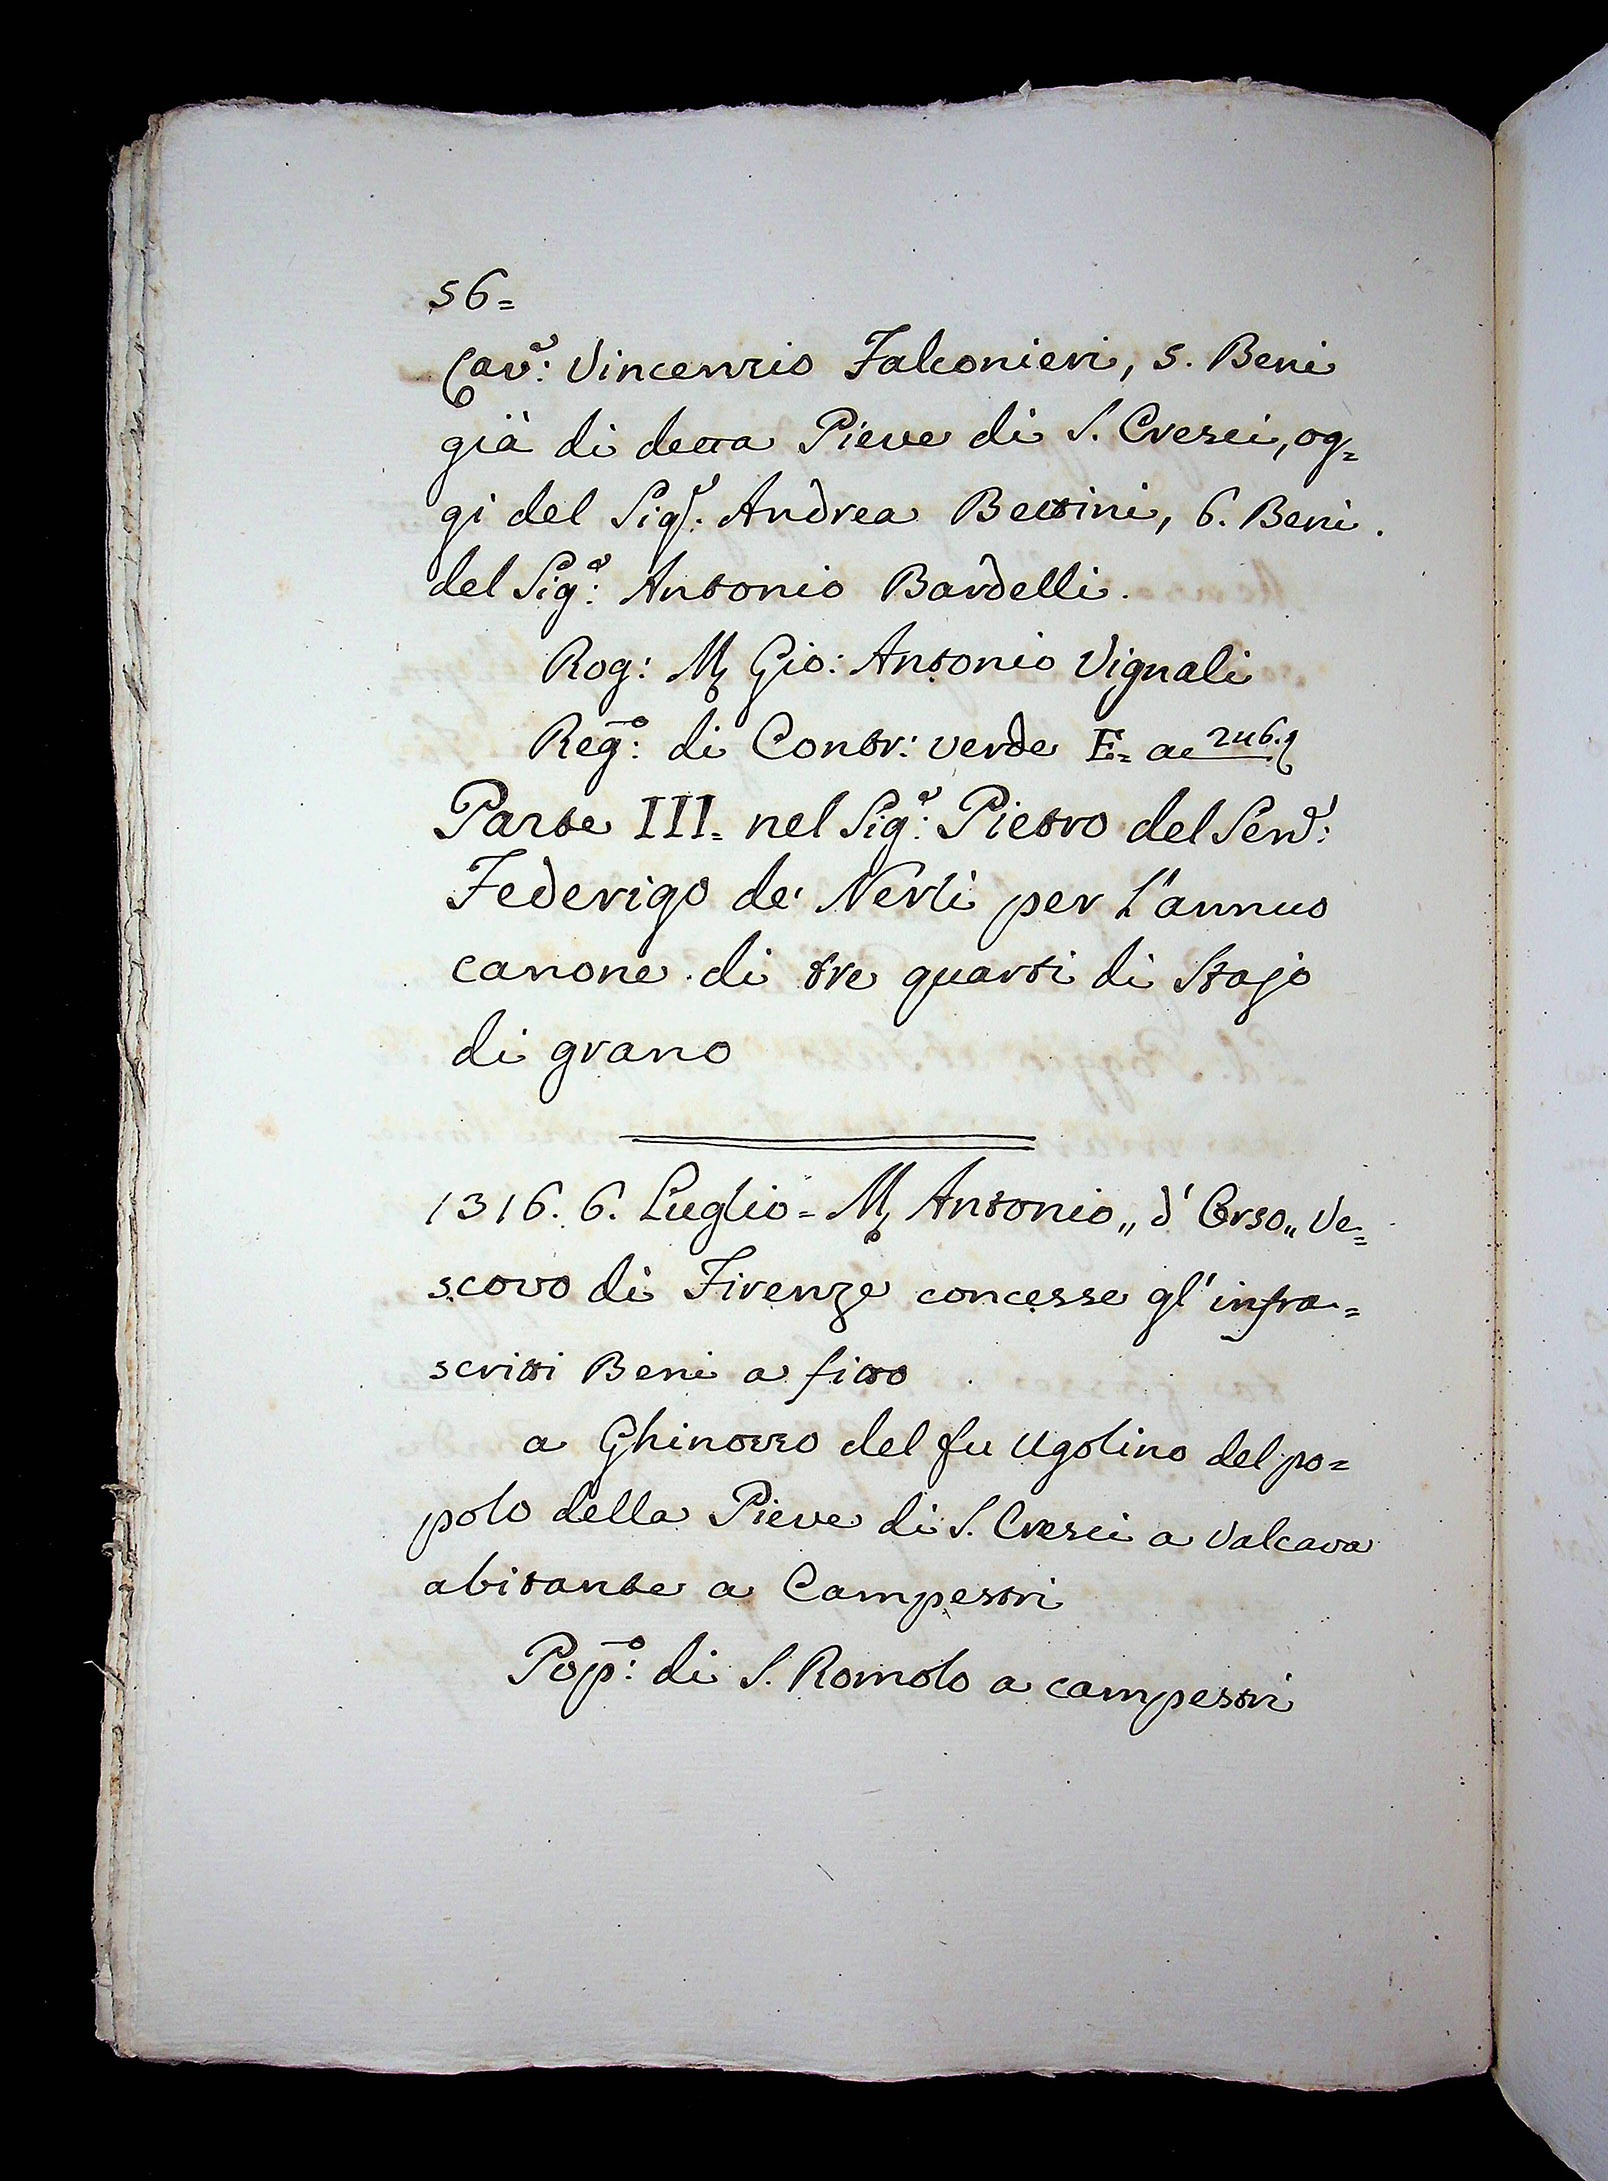 56=
Cav.r: Vincenzio Falconieri, 5. Beni
già di detta Pieve di S. Cresci, og=
gi del Sig.r: Andrea Bettini, 6. Beni
del Sig.r: Antonio Bardelli.
Rog: M Gio: Antonio Vignali
Reg.o: di Contr: verde E= ac 246.
Parte III= nel Sig.r: Pietro del Sen.r:
Federigo de' Nerli per l'annuo
canone di tre quarti di Stajo
di grano
1316. 6. Luglio = M Antonio „ d' Orso „ Ve=
scovo di Firenze concesse gl' infra=
scritti Beni a fitto
a Ghinozzo del fu Ugolino del po=
polo della Pieve di S. Cresci a Valcava
abitante a Campestri
Pop.o: di S. Romolo a campestri